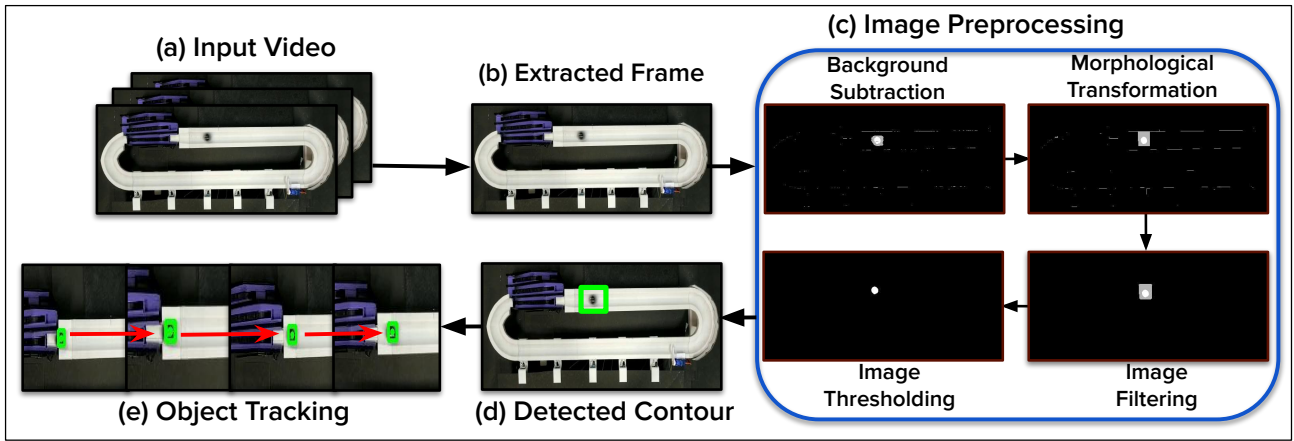 (a) Input Video
(b) Extracted Frame
(c) Image Preprocessing
Background
Subtraction
Morphological
Transformation
Image
Filtering
Image
Thresholding
(d) Detected Contour
(e) Object Tracking